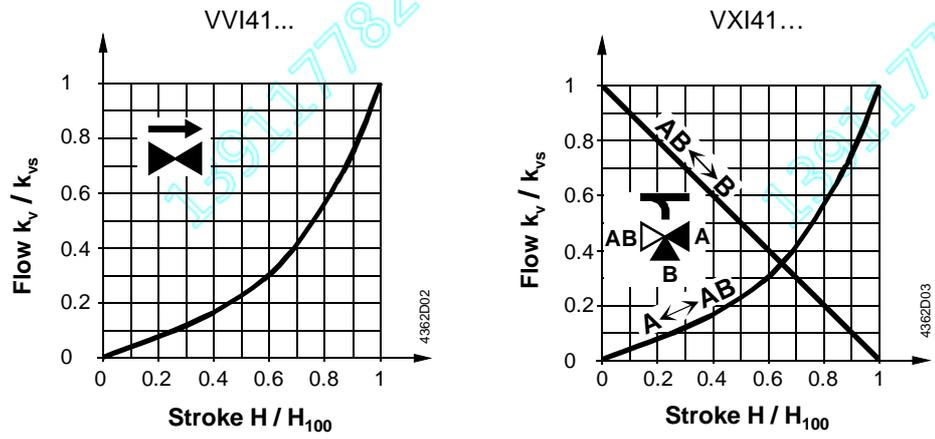 VVI41...
1
0.8
0.6
0.4
0.2
0
Flow kv / kvs
0 0.2 0.4 0.6 0.8 1
Stroke H / H100
4362D02
139117782
VXI41...
1
0.8
0.6
0.4
0.2
0
Flow kv / kvs
AB↔B
AB
A
B
A↔AB
0 0.2 0.4 0.6 0.8 1
Stroke H / H100
4362D03
139117